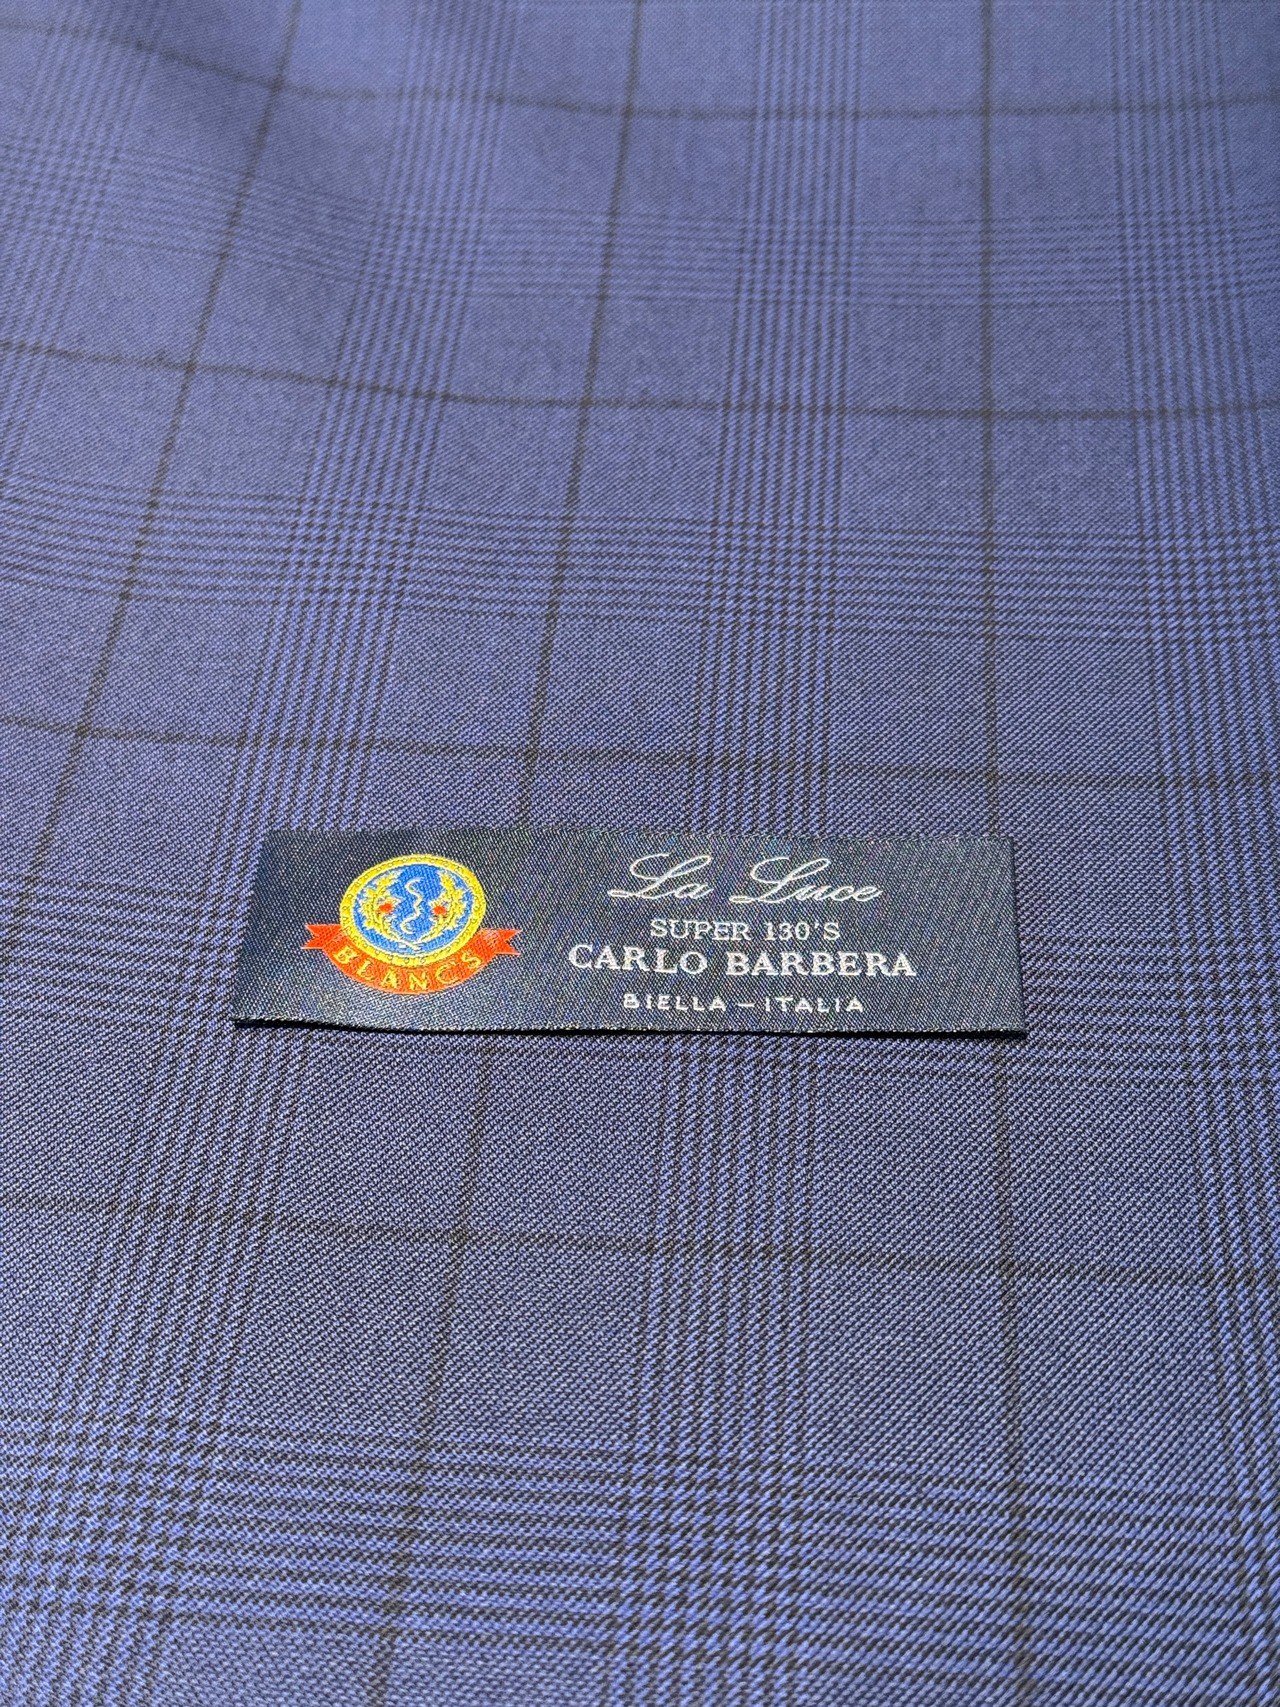 BLANCS
La Luce
SUPER 130'S
CARLO BARBERA
BIELLA – ITALIA